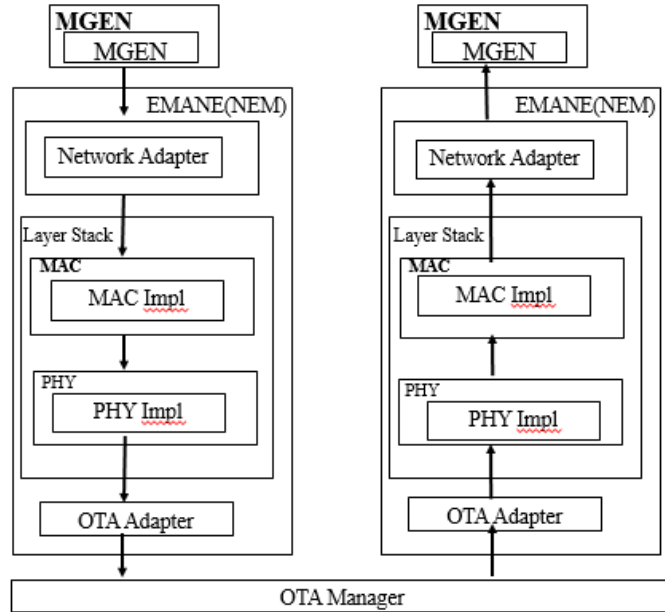 MGEN
MGEN
EMANE(NEM)
Network Adapter
Layer Stack
MAC
MAC Impl
PHY
PHY Impl
OTA Adapter
MGEN
MGEN
EMANE(NEM)
Network Adapter
Layer Stack
MAC
MAC Impl
PHY
PHY Impl
OTA Adapter
OTA Manager